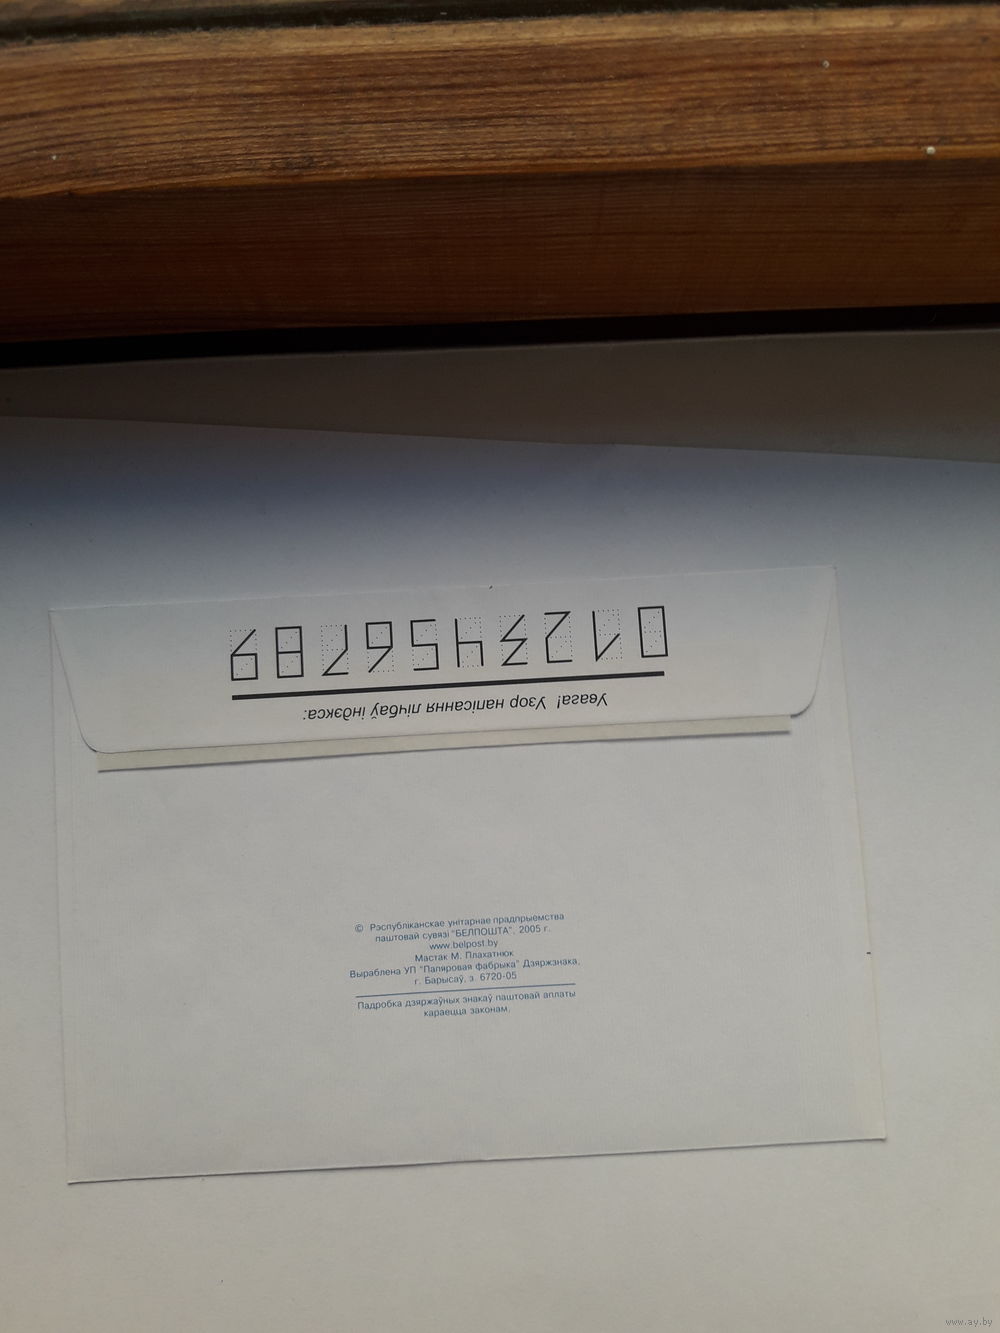 Увага! Узор напісання лічбаў індэкса:
0123456789
© Рэспубліканскае унітарнае прадпрыемства
паштовай сувязі "БЕЛПОШТА", 2005 г.
www.belpost.by
Мастак М. Плахатнюк
Выраблена УП "Папяровая фабрыка" Дзяржзнака,
г. Барысаў, з. 6720-05
Падробка дзяржаўных знакаў паштовай аплаты
караецца законам.
www.ay.by